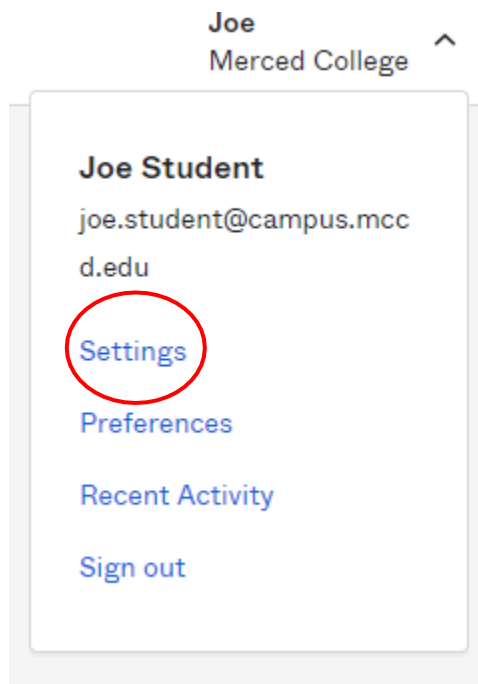 Joe
Merced College
Joe Student
joe.student@campus.mcc
d.edu
Settings
Preferences
Recent Activity
Sign out